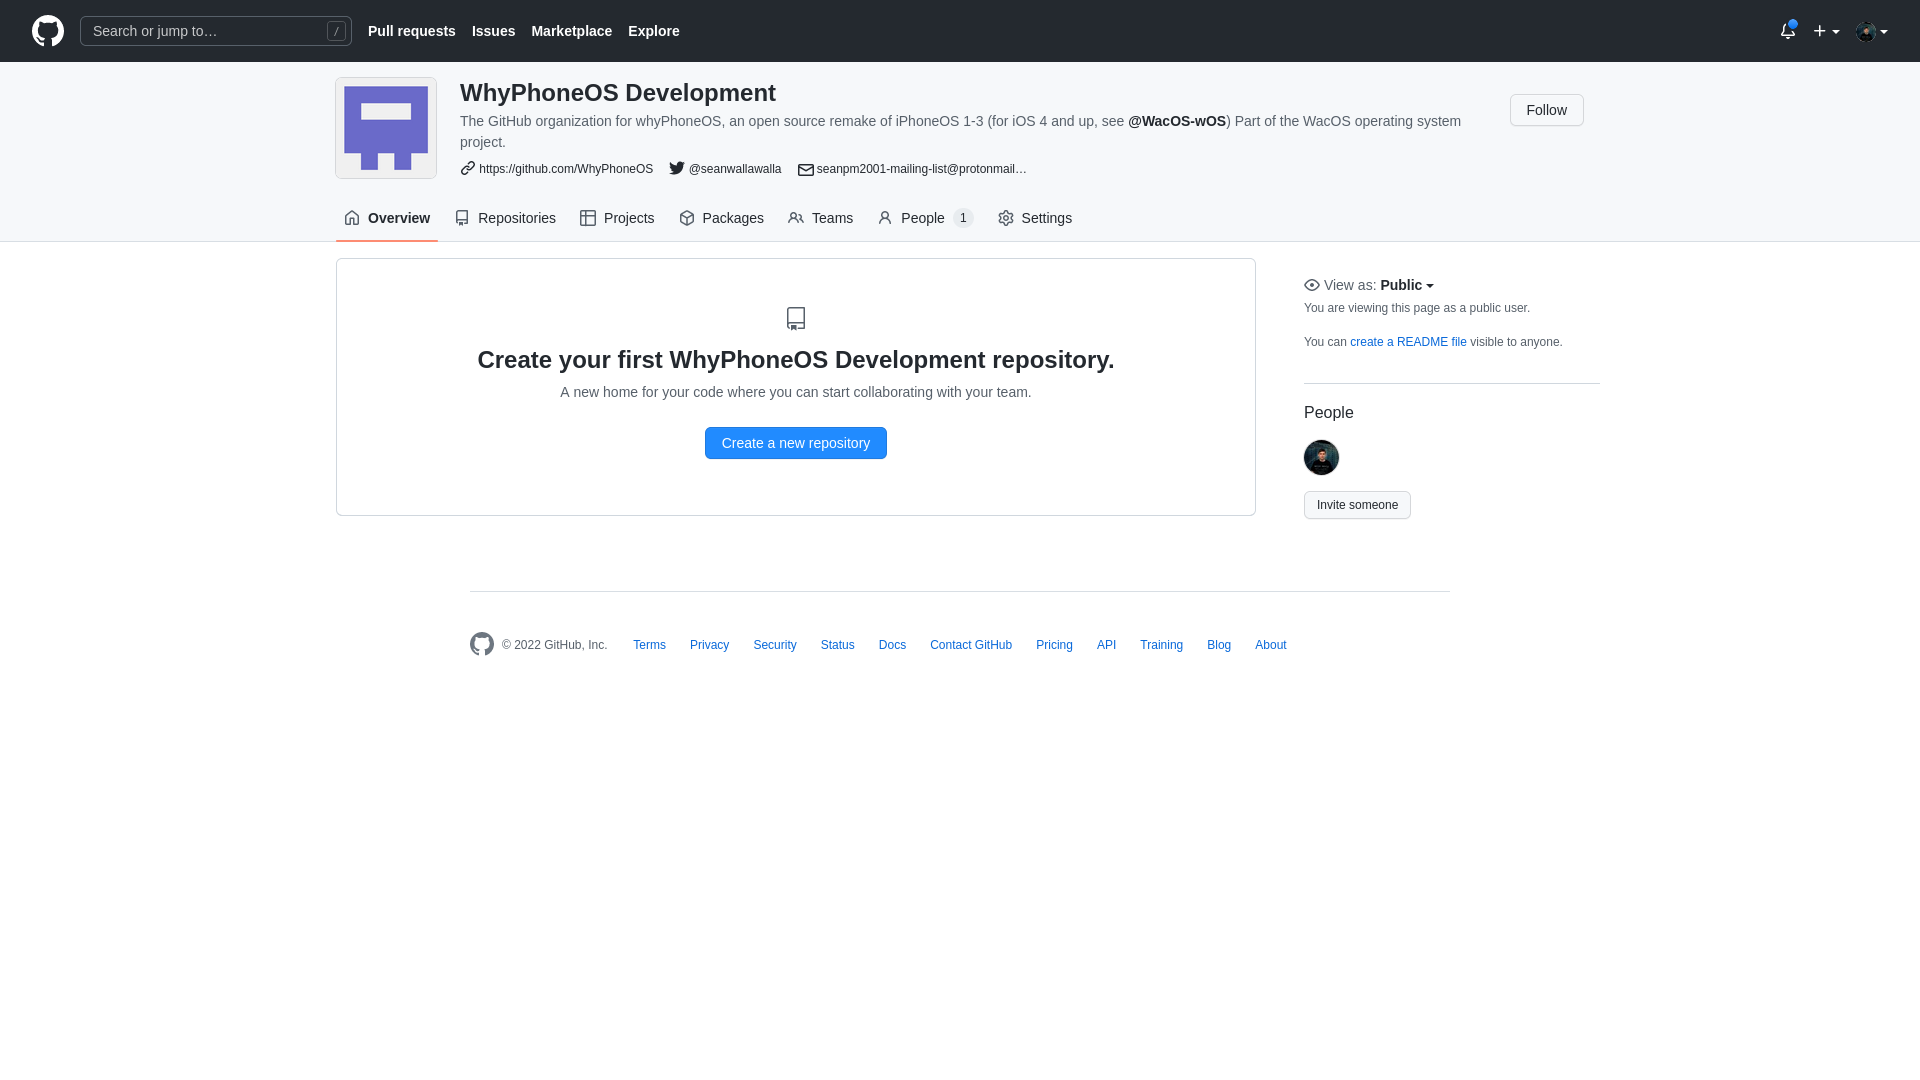 Search or jump to…
/
Pull requests
Issues
Marketplace
Explore
WhyPhoneOS Development
The GitHub organization for whyPhoneOS, an open source remake of iPhoneOS 1-3 (for iOS 4 and up, see @WacOS-wOS) Part of the WacOS operating system
project.
Follow
https://github.com/WhyPhoneOS
@seanwallawalla
seanpm2001-mailing-list@protonmail…
Overview
Repositories
Projects
Packages
Teams
People 1
Settings
Create your first WhyPhoneOS Development repository.
A new home for your code where you can start collaborating with your team.
Create a new repository
View as: Public
You are viewing this page as a public user.
You can create a README file visible to anyone.
People
Invite someone
© 2022 GitHub, Inc.
Terms
Privacy
Security
Status
Docs
Contact GitHub
Pricing
API
Training
Blog
About